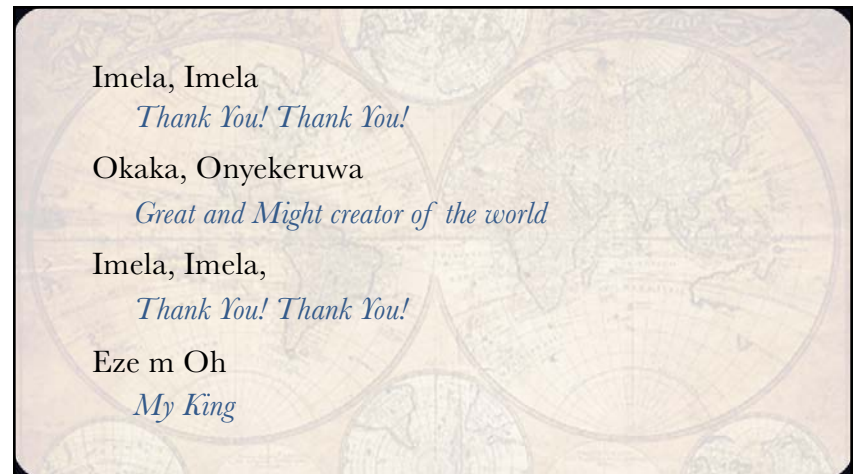 Imela, Imela
Thank You! Thank You!
Okaka, Onyekeruwa
Great and Might creator of the world
Imela, Imela,
Thank You! Thank You!
Eze m Oh
My King